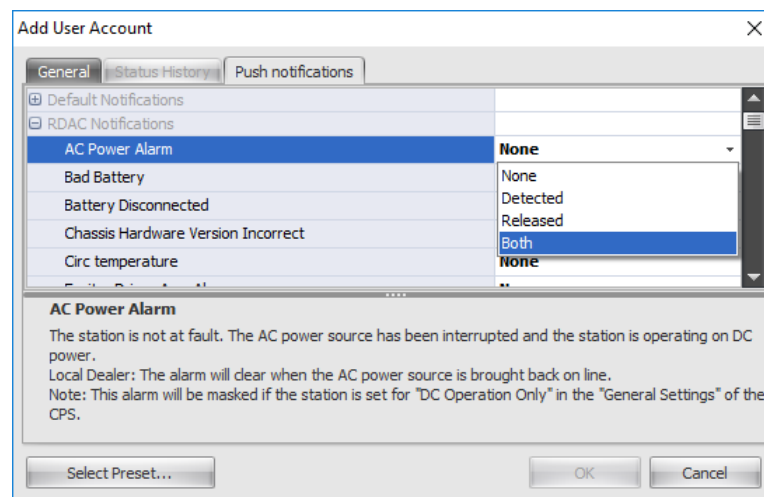 Add User Account
General Status History Push notifications
Default Notifications
RDAC Notifications
AC Power Alarm None
Bad Battery None
Battery Disconnected Detected
Released
Chassis Hardware Version Incorrect Both
Circ temperature None
AC Power Alarm
The station is not at fault. The AC power source has been interrupted and the station is operating on DC
power.
Local Dealer: The alarm will clear when the AC power source is brought back on line.
Note: This alarm will be masked if the station is set for "DC Operation Only" in the "General Settings" of the
CPS.
Select Preset... OK Cancel